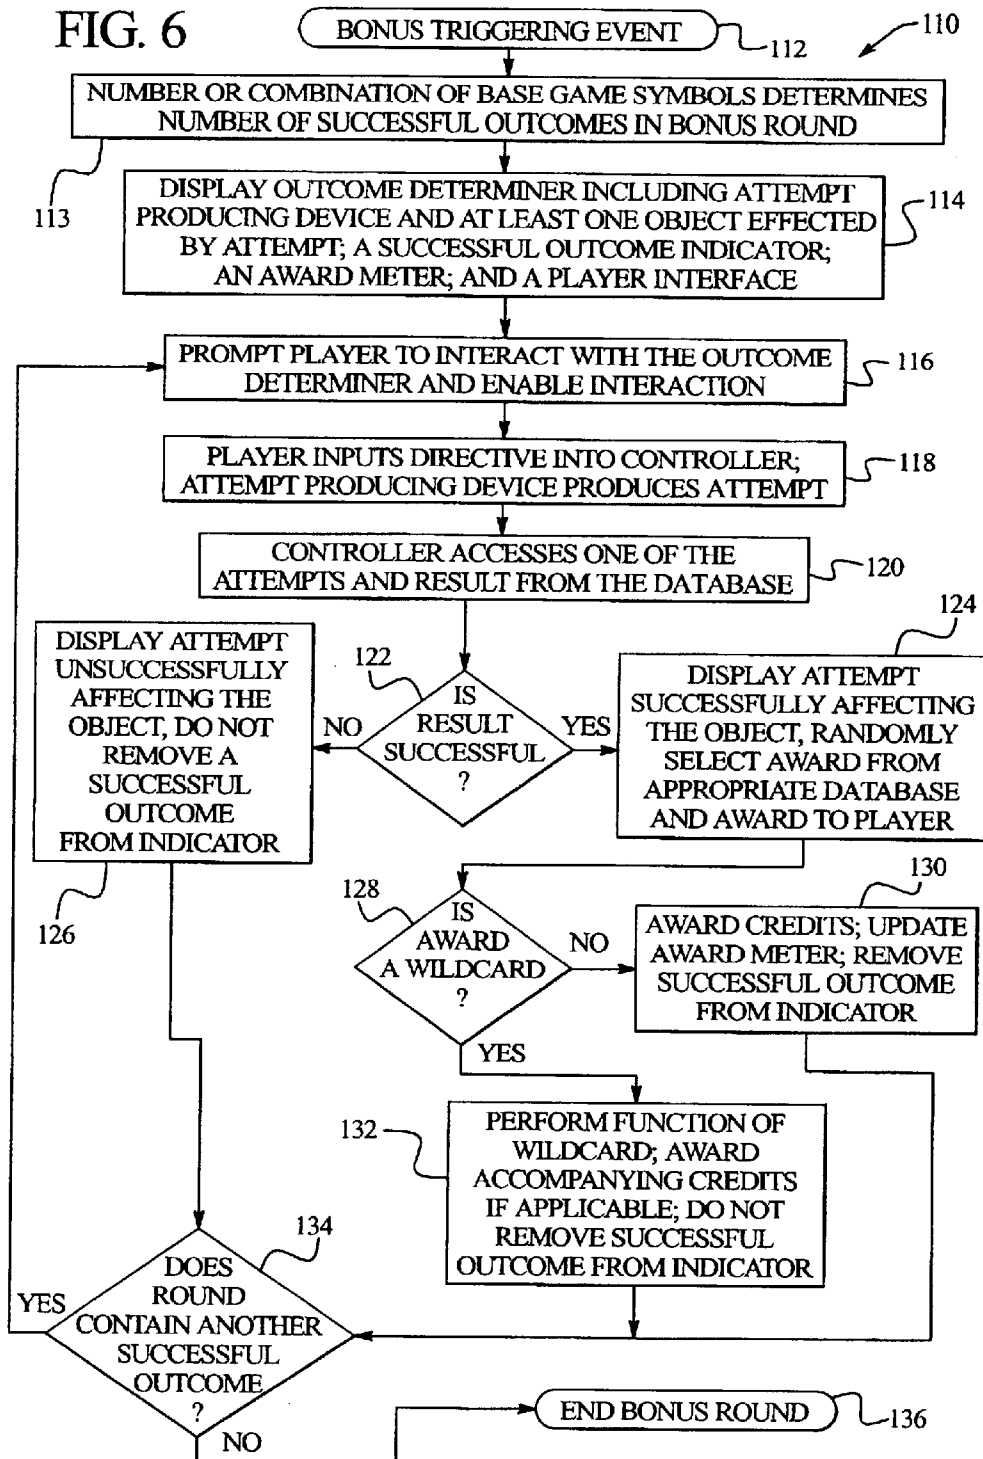 FIG. 6
BONUS TRIGGERING EVENT
112
110
NUMBER OR COMBINATION OF BASE GAME SYMBOLS DETERMINES
NUMBER OF SUCCESSFUL OUTCOMES IN BONUS ROUND
113
DISPLAY OUTCOME DETERMINER INCLUDING ATTEMPT
PRODUCING DEVICE AND AT LEAST ONE OBJECT EFFECTED
BY ATTEMPT; A SUCCESSFUL OUTCOME INDICATOR;
AN AWARD METER; AND A PLAYER INTERFACE
114
PROMPT PLAYER TO INTERACT WITH THE OUTCOME
DETERMINER AND ENABLE INTERACTION
116
PLAYER INPUTS DIRECTIVE INTO CONTROLLER;
ATTEMPT PRODUCING DEVICE PRODUCES ATTEMPT
118
CONTROLLER ACCESSES ONE OF THE
ATTEMPTS AND RESULT FROM THE DATABASE
120
122
IS
RESULT
SUCCESSFUL
?
NO
YES
DISPLAY ATTEMPT
UNSUCCESSFULLY
AFFECTING THE
OBJECT, DO NOT
REMOVE A
SUCCESSFUL
OUTCOME
FROM INDICATOR
126
124
DISPLAY ATTEMPT
SUCCESSFULLY AFFECTING
THE OBJECT, RANDOMLY
SELECT AWARD FROM
APPROPRIATE DATABASE
AND AWARD TO PLAYER
128
IS
AWARD
A WILDCARD
?
NO
YES
130
AWARD CREDITS; UPDATE
AWARD METER; REMOVE
SUCCESSFUL OUTCOME
FROM INDICATOR
132
PERFORM FUNCTION OF
WILDCARD; AWARD
ACCOMPANYING CREDITS
IF APPLICABLE; DO NOT
REMOVE SUCCESSFUL
OUTCOME FROM INDICATOR
134
DOES
ROUND
CONTAIN ANOTHER
SUCCESSFUL
OUTCOME
?
YES
NO
END BONUS ROUND
136